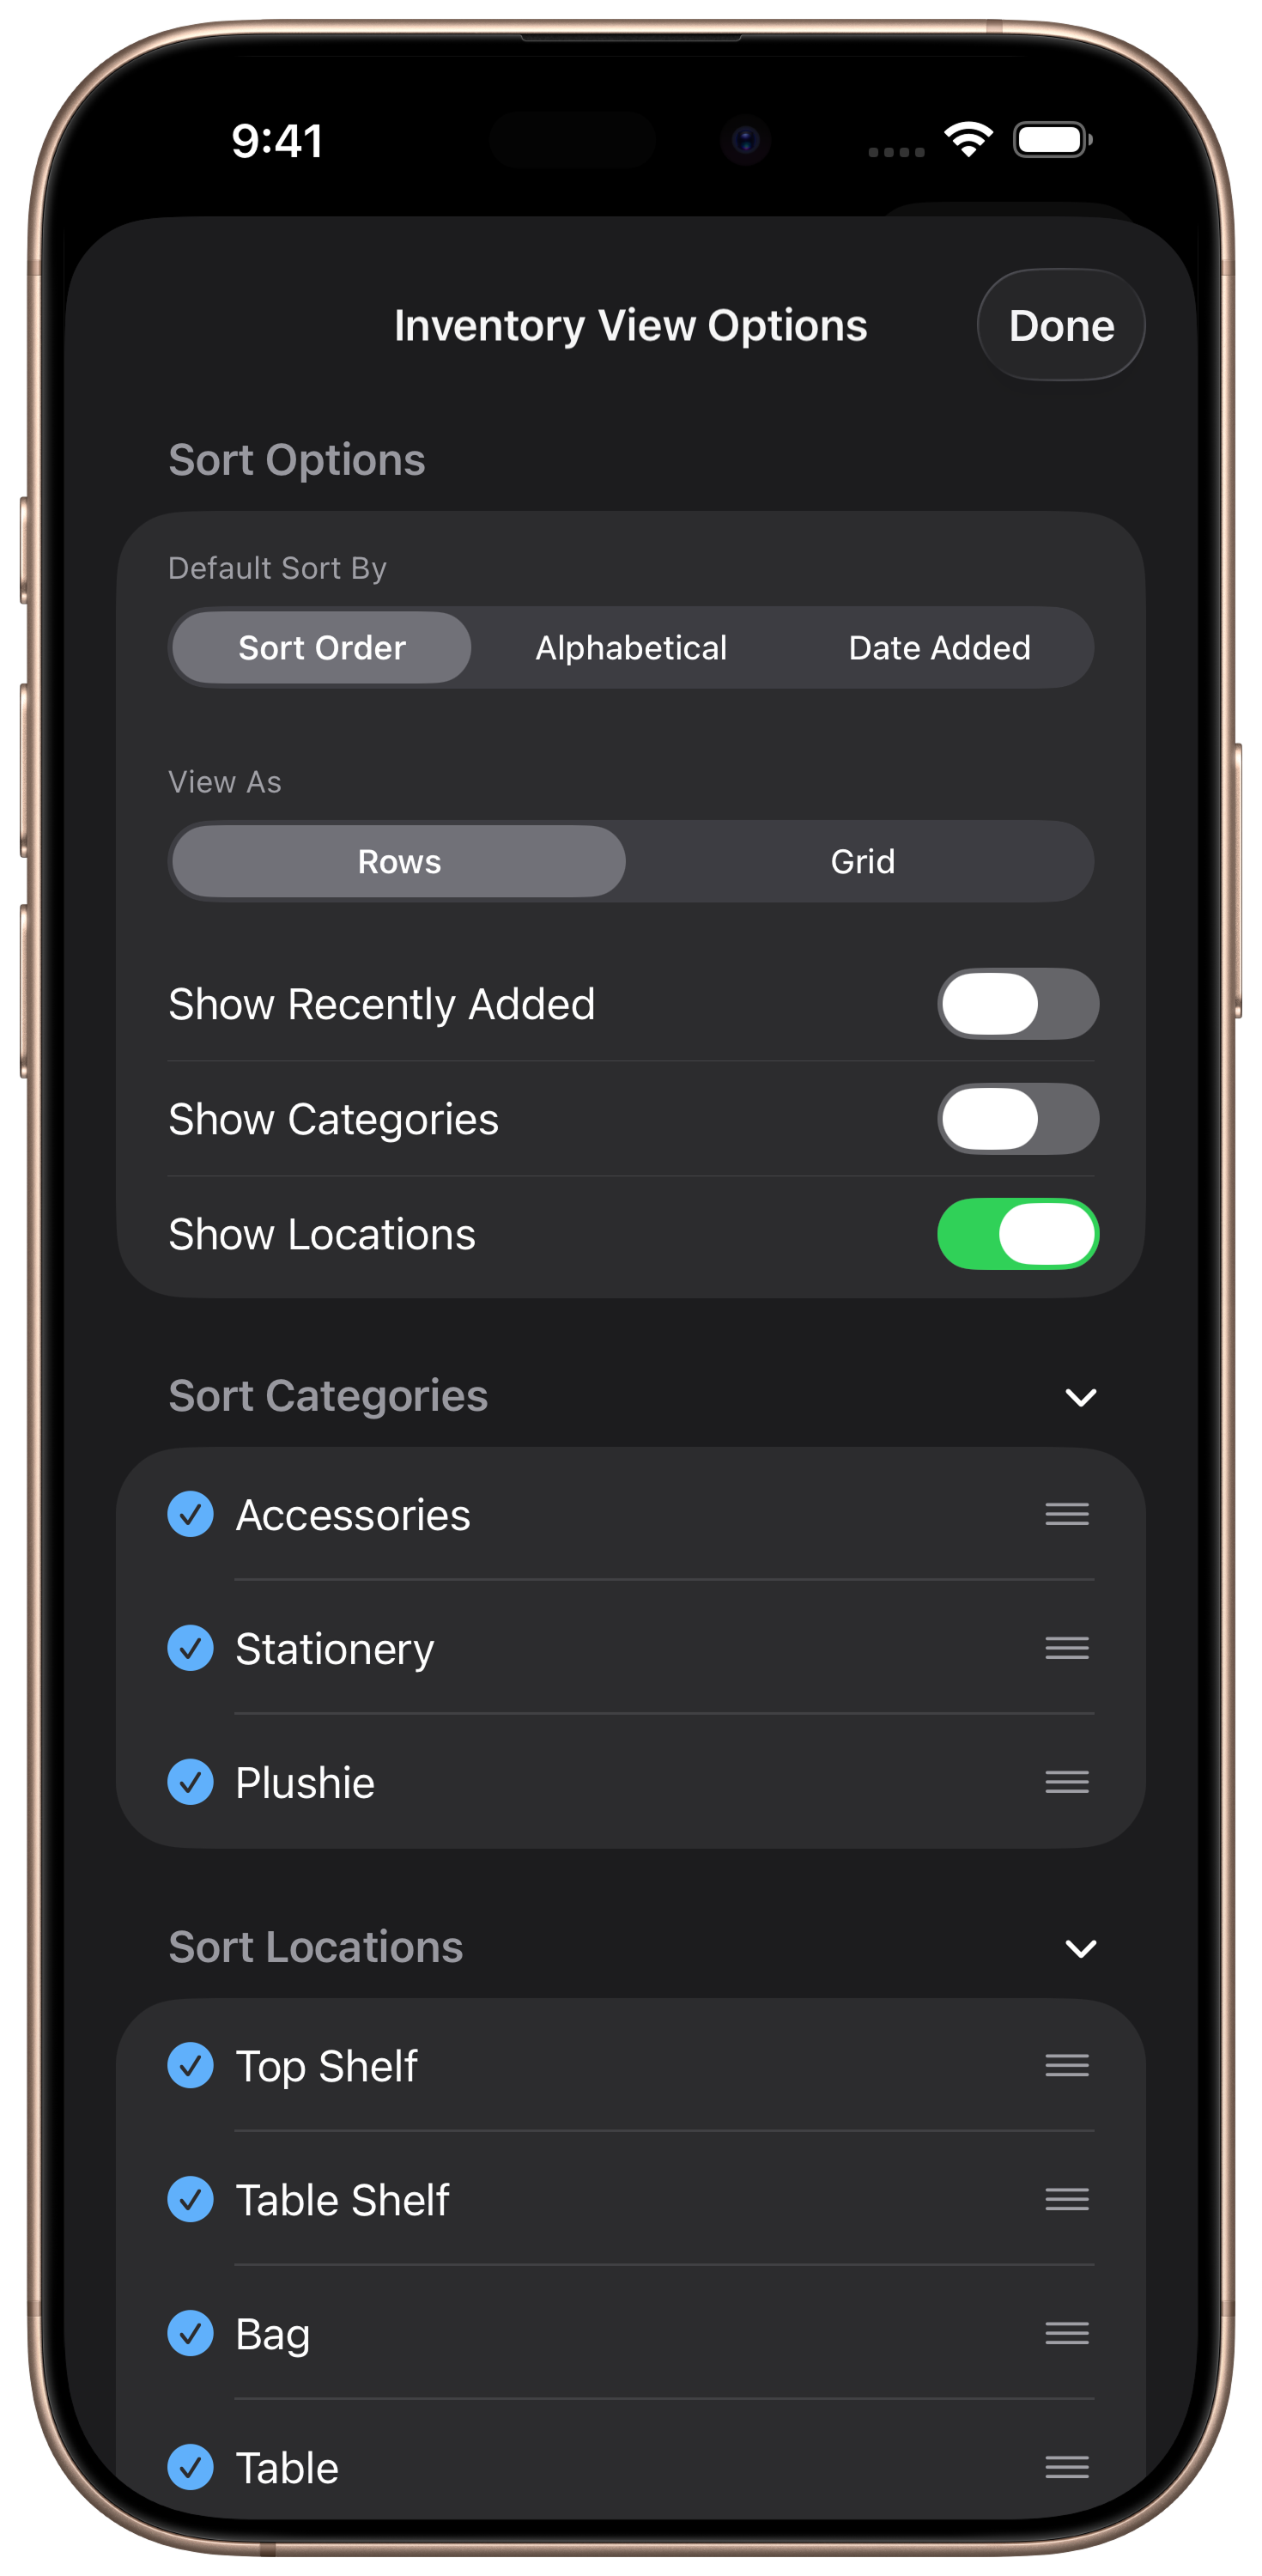 9:41
Inventory View Options
Done
Sort Options
Default Sort By
Sort Order Alphabetical Date Added
View As
Rows Grid
Show Recently Added
Show Categories
Show Locations
Sort Categories
Accessories
Stationery
Plushie
Sort Locations
Top Shelf
Table Shelf
Bag
Table